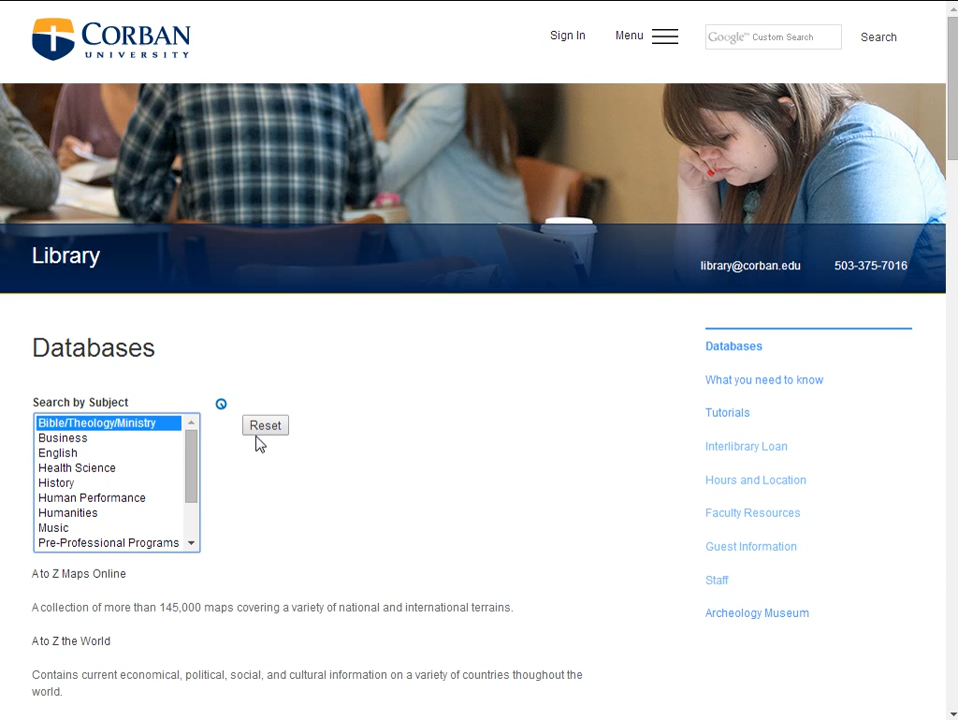 CORBAN
UNIVERSITY
Sign In
Menu
Google™ Custom Search
Search
Library
library@corban.edu
503-375-7016
Databases
Search by Subject
Bible/Theology/Ministry
Business
English
Health Science
History
Human Performance
Humanities
Music
Pre-Professional Programs
Reset
A to Z Maps Online
A collection of more than 145,000 maps covering a variety of national and international terrains.
A to Z the World
Contains current economical, political, social, and cultural information on a variety of countries thoughout the
world.
Databases
What you need to know
Tutorials
Interlibrary Loan
Hours and Location
Faculty Resources
Guest Information
Staff
Archeology Museum